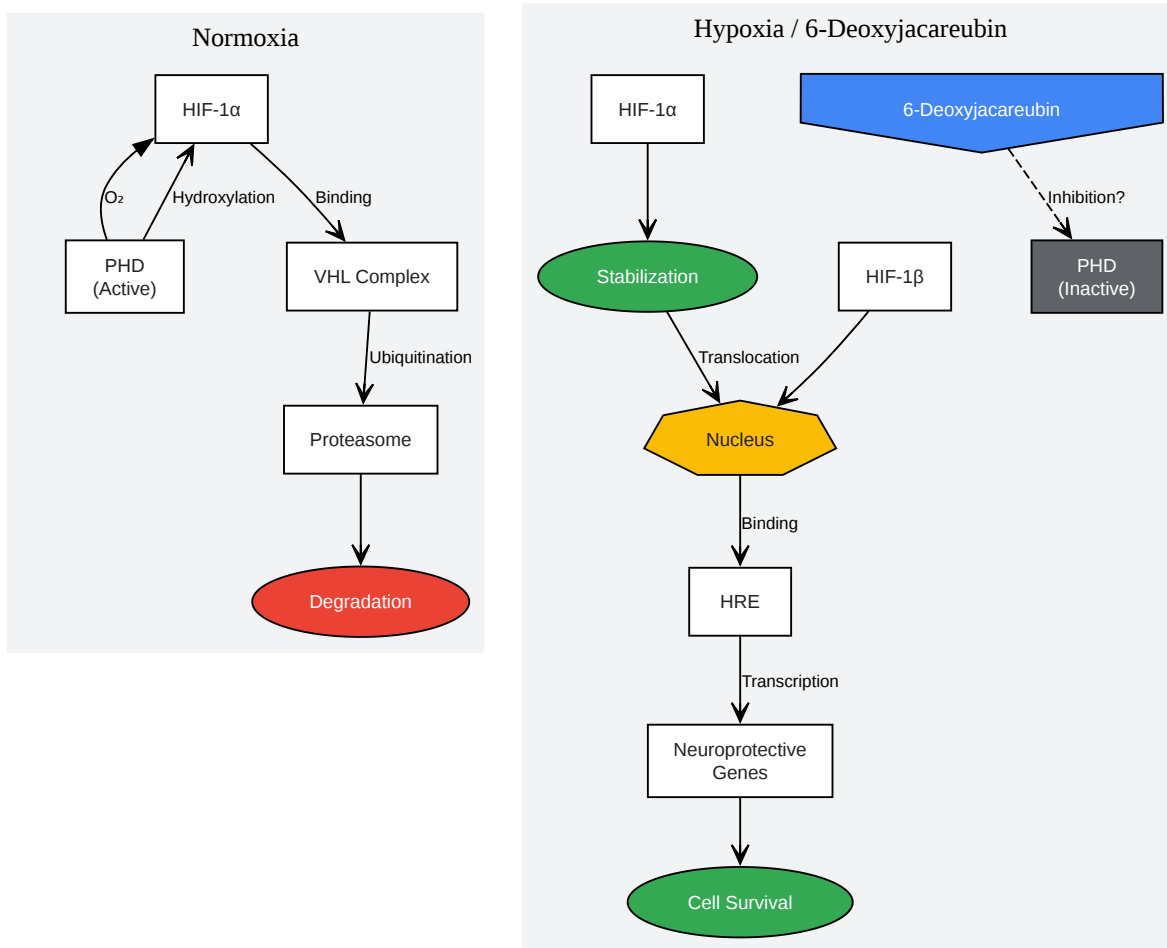 Normoxia
HIF-1α
O₂
Hydroxylation
Binding
PHD
(Active)
VHL Complex
Ubiquitination
Proteasome
Degradation
Hypoxia / 6-Deoxyjacareubin
HIF-1α
6-Deoxyjacareubin
Inhibition?
Stabilization
HIF-1β
PHD
(Inactive)
Translocation
Nucleus
Binding
HRE
Transcription
Neuroprotective
Genes
Cell Survival